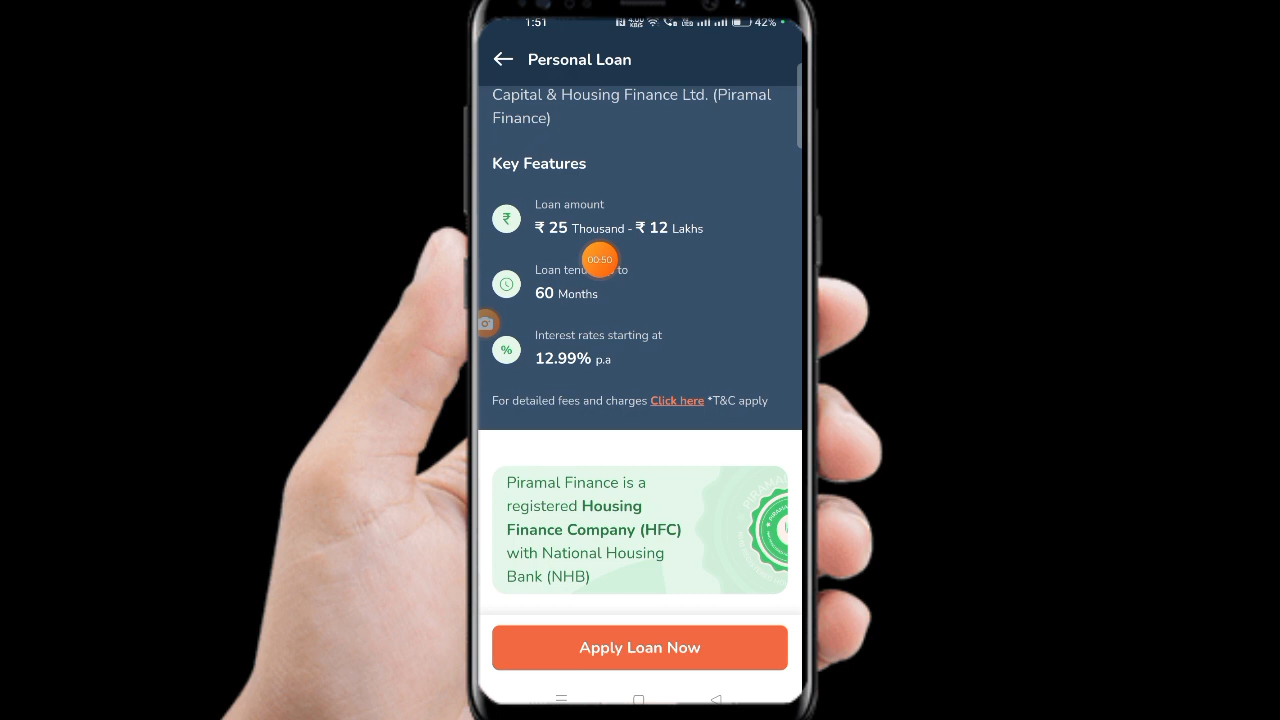 1:51
42%
Personal Loan
Capital & Housing Finance Ltd. (Piramal
Finance)
Key Features
₹
Loan amount
₹ 25 Thousand - ₹ 12 Lakhs
00:50
Loan to
60 Months
%
Interest rates starting at
12.99% p.a
For detailed fees and charges Click here *T&C apply
Piramal Finance is a
registered Housing
Finance Company (HFC)
with National Housing
Bank (NHB)
Apply Loan Now